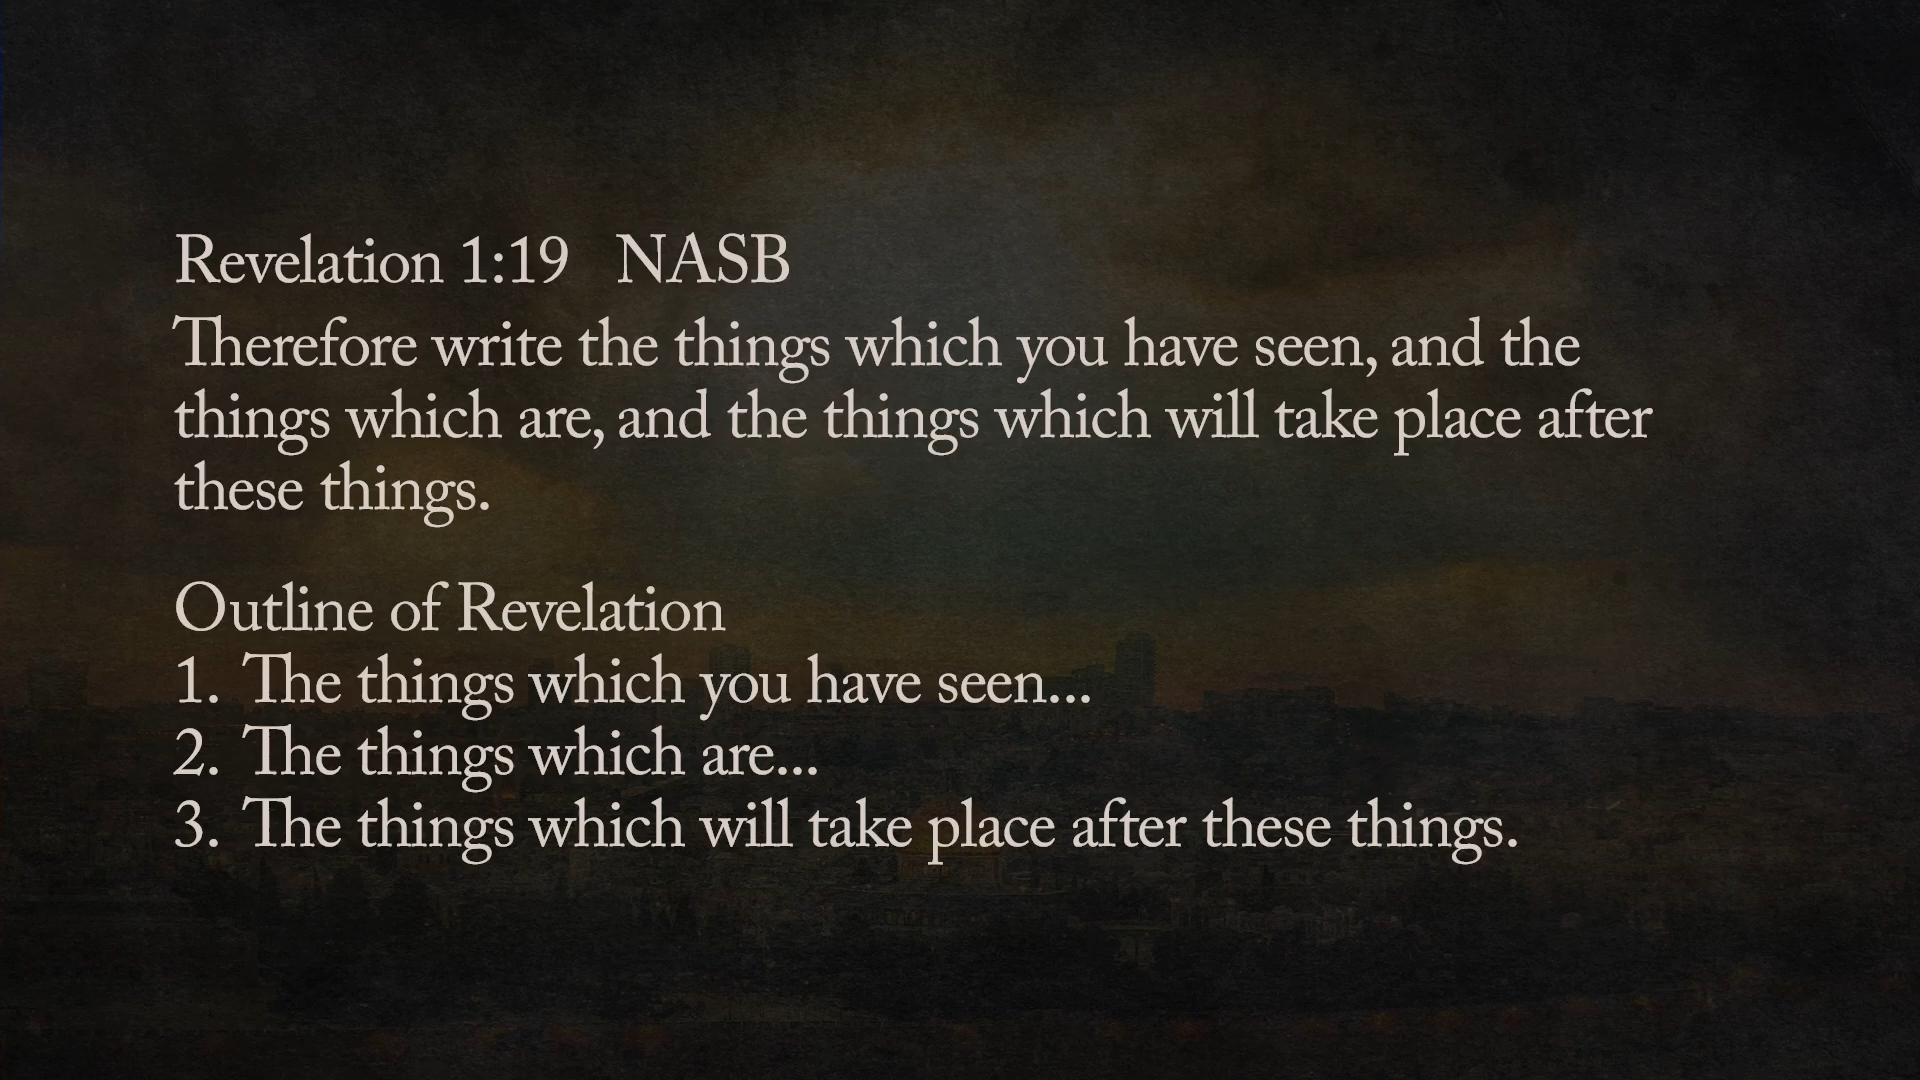 Revelation 1:19 NASB
Therefore write the things which you have seen, and the
things which are, and the things which will take place after
these things.
Outline of Revelation
1. The things which you have seen...
2. The things which are...
3. The things which will take place after these things.